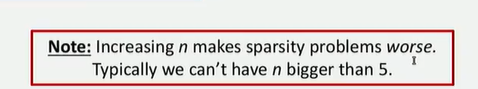 Note: Increasing n makes sparsity problems worse.
Typically we can't have n bigger than 5.